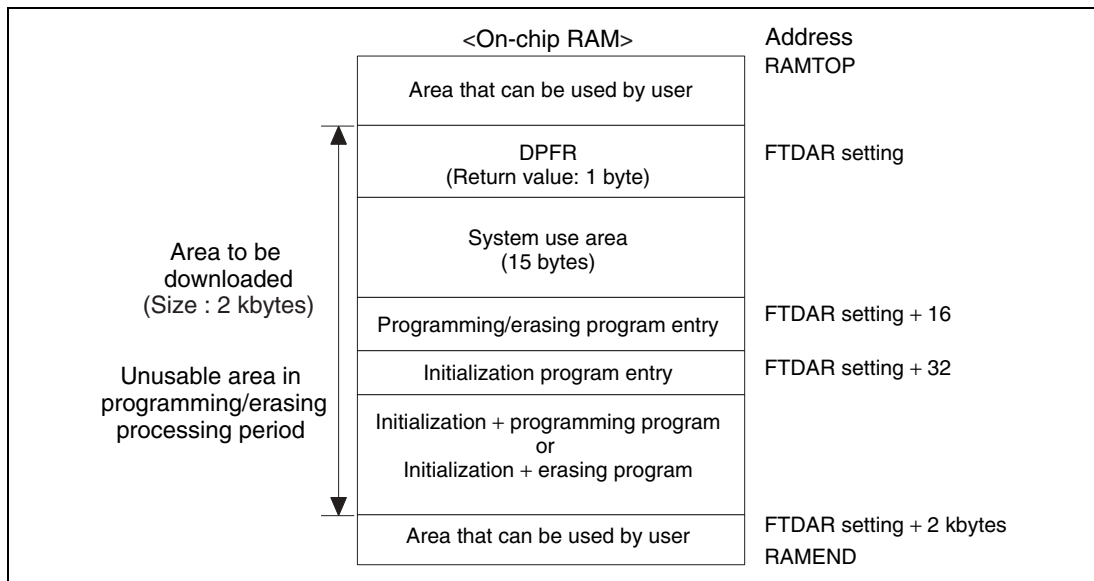 <On-chip RAM>
Address
RAMTOP
Area that can be used by user
DPFR
(Return value: 1 byte)
FTDAR setting
System use area
(15 bytes)
Area to be
downloaded
(Size : 2 kbytes)
Programming/erasing program entry
FTDAR setting + 16
Initialization program entry
FTDAR setting + 32
Unusable area in
programming/erasing
processing period
Initialization + programming program
or
Initialization + erasing program
Area that can be used by user
FTDAR setting + 2 kbytes
RAMEND